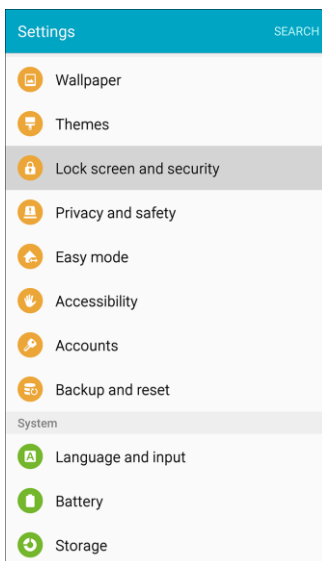 Settings SEARCH
Wallpaper
Themes
Lock screen and security
Privacy and safety
Easy mode
Accessibility
Accounts
Backup and reset
System
A Language and input
Battery
Storage